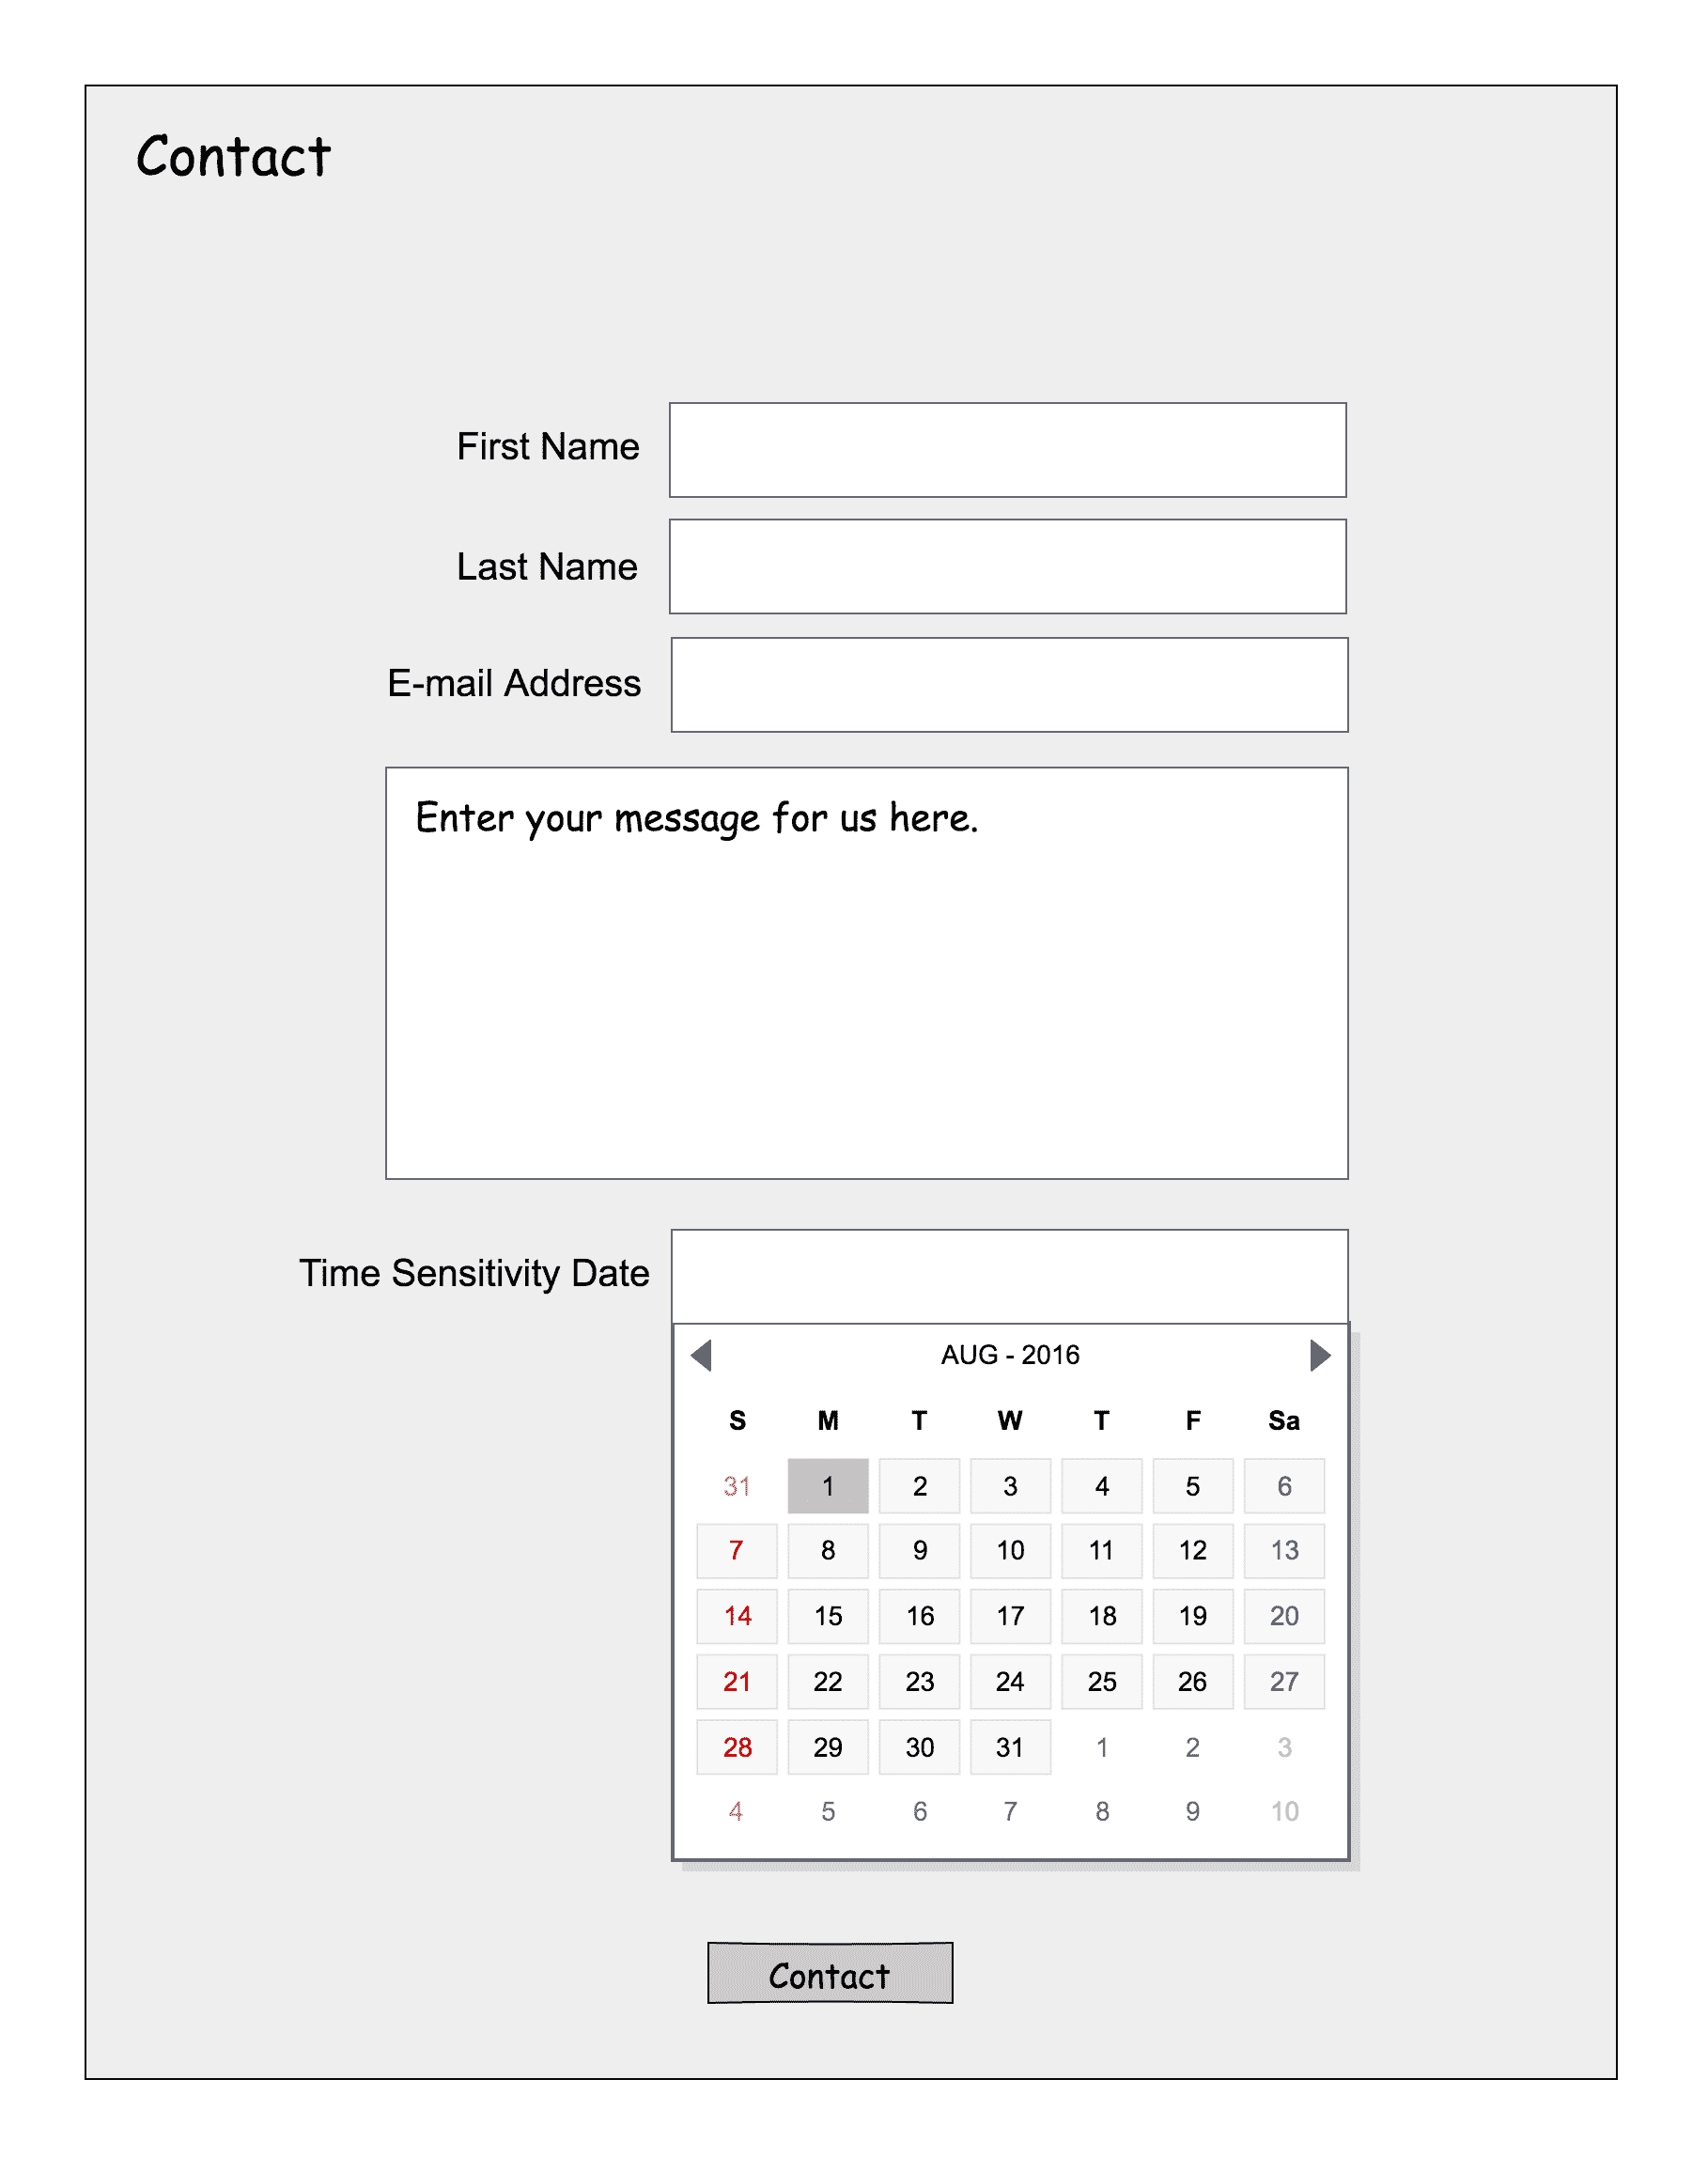 Contact
First Name
Last Name
E-mail Address
Enter your message for us here.
Time Sensitivity Date
AUG - 2016
S M T W T F Sa
31 1 2 3 4 5 6
7 8 9 10 11 12 13
14 15 16 17 18 19 20
21 22 23 24 25 26 27
28 29 30 31 1 2 3
4 5 6 7 8 9 10
Contact